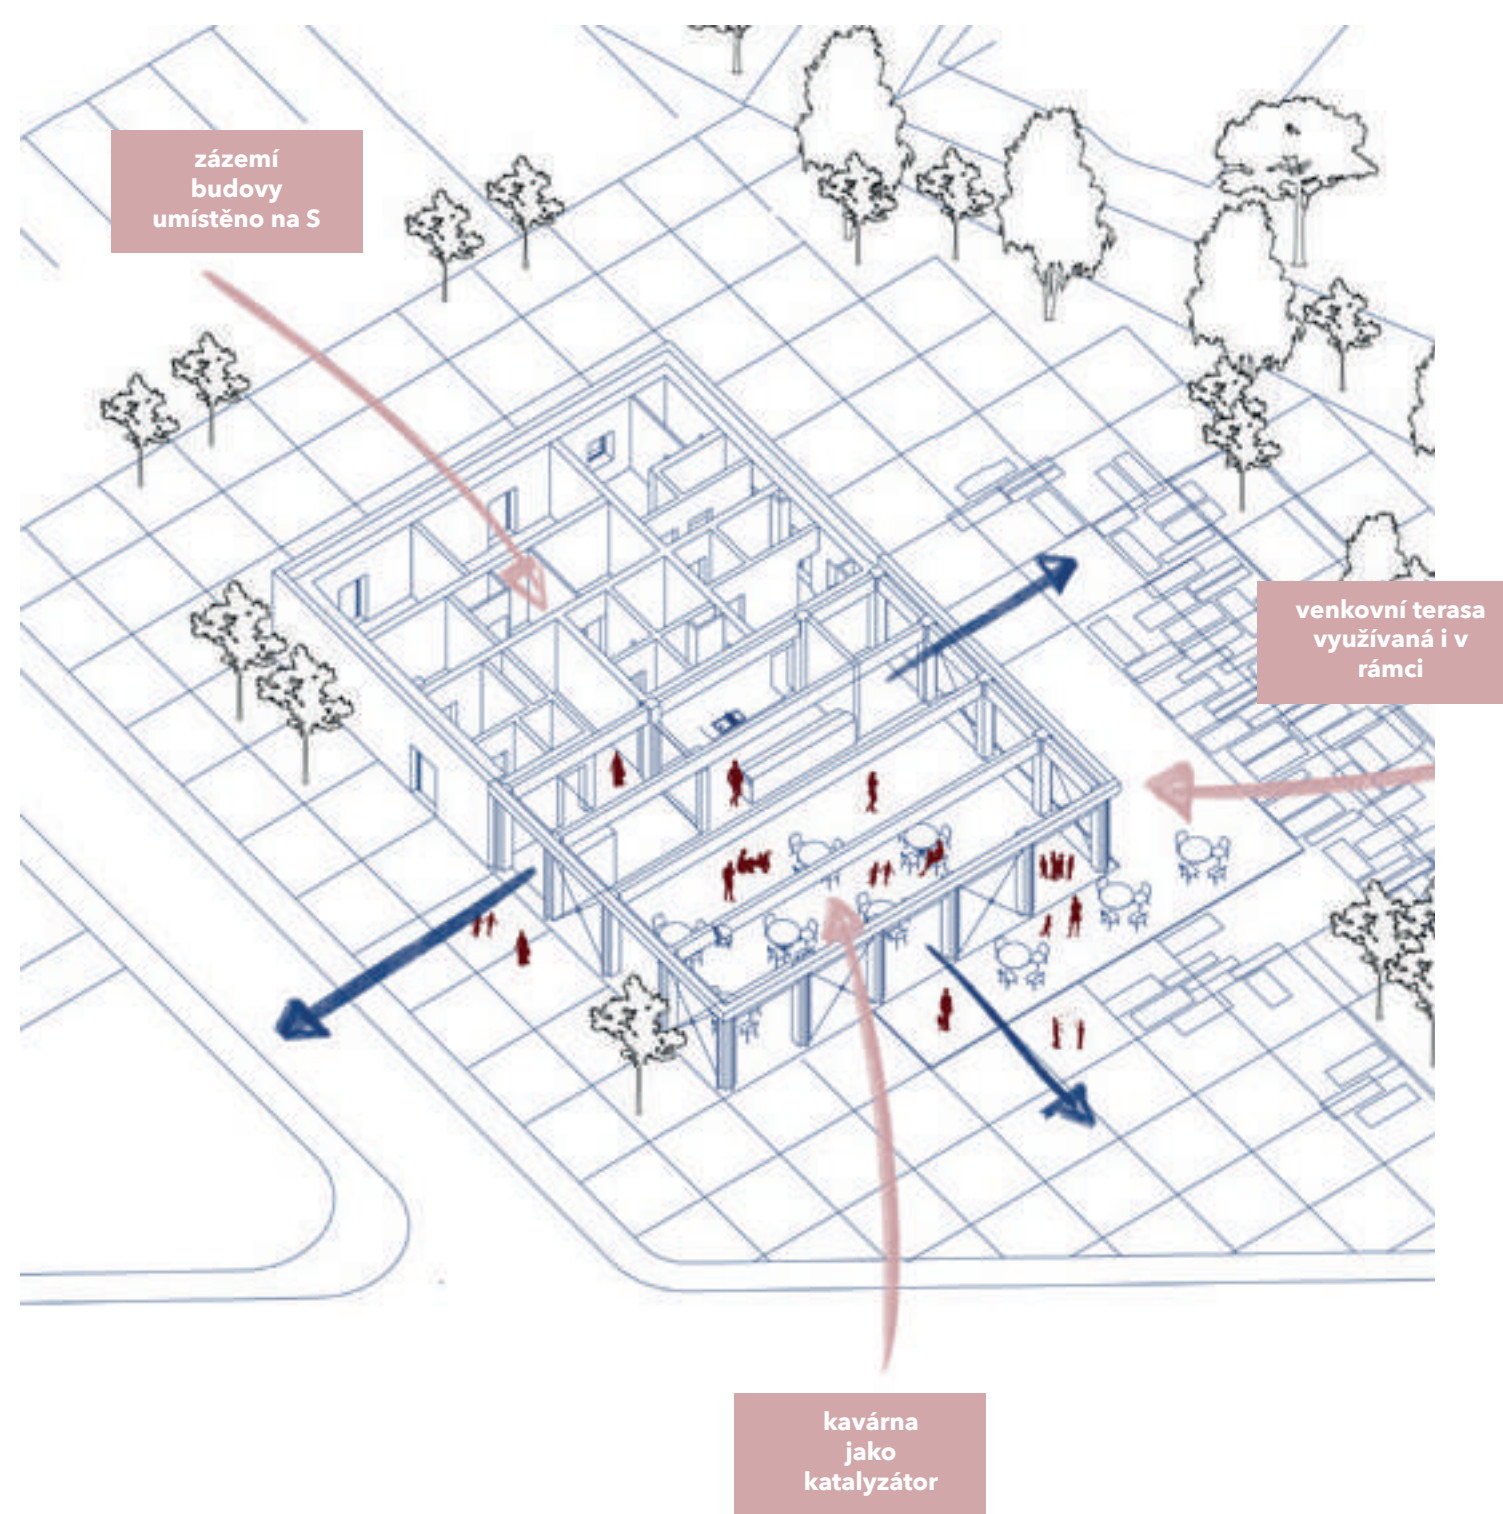 zázemí
budovy
umístěno na S
venkovní terasa
využívaná i v
rámci
kavárna
jako
katalyzátor